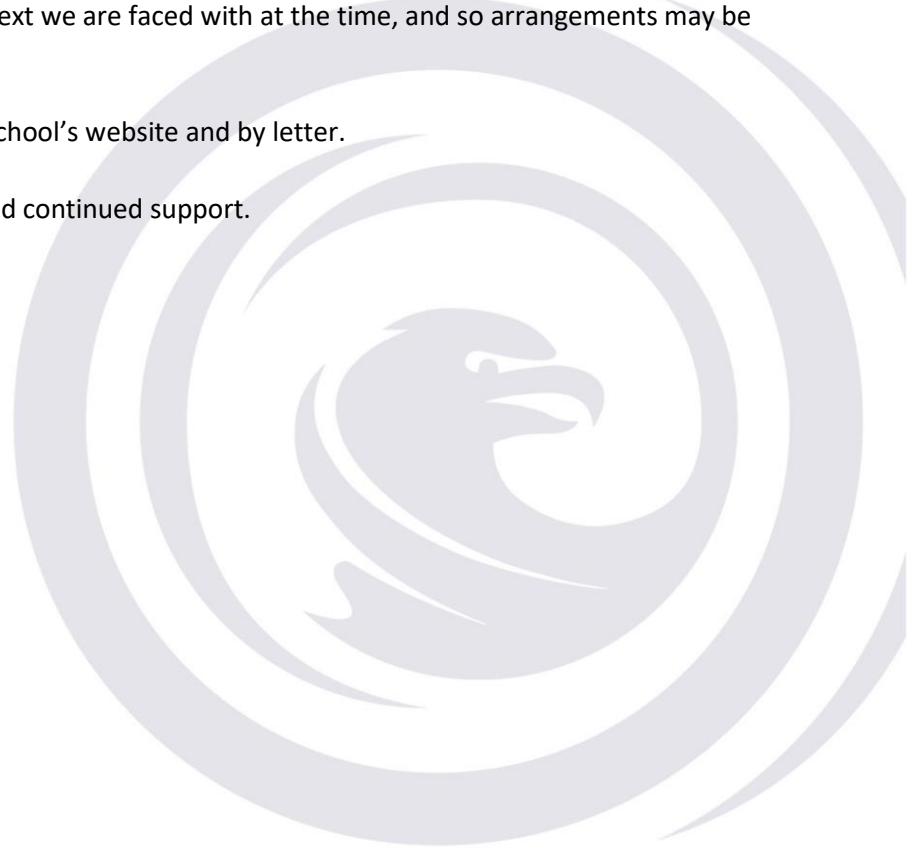 ext we are faced with at the time, and so arrangements may be
chool’s website and by letter.
d continued support.